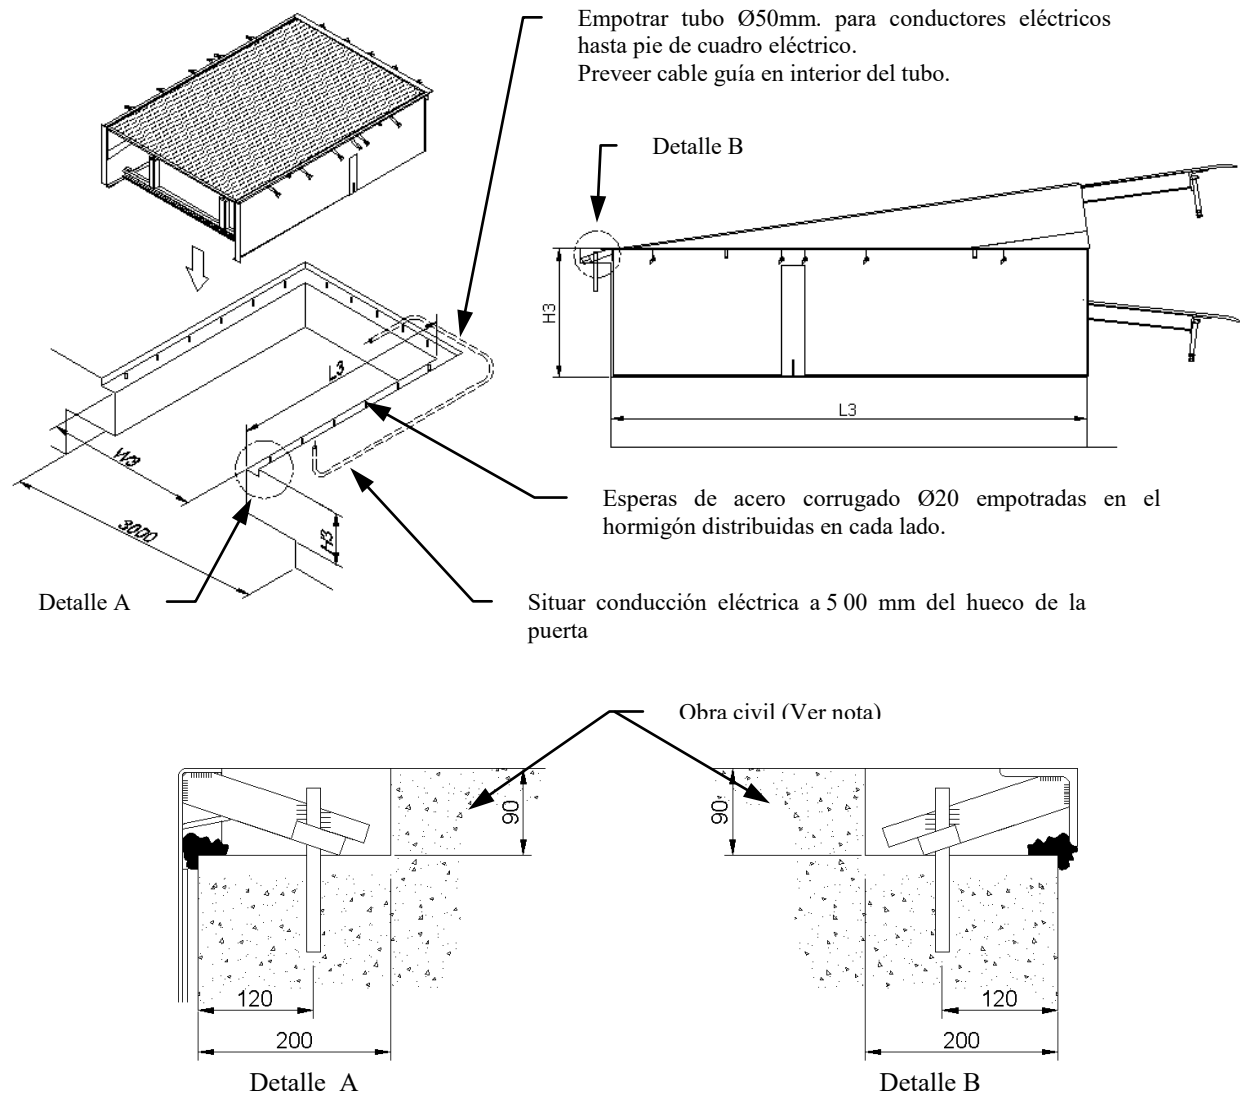 Empotrar tubo Ø50mm. para conductores eléctricos
hasta pie de cuadro eléctrico.
Preveer cable guía en interior del tubo.
Detalle B
H3
L3
L3
W3
3000
H3
Esperas de acero corrugado Ø20 empotradas en el
hormigón distribuidas en cada lado.
Detalle A
Situar conducción eléctrica a 5 00 mm del hueco de la
puerta
Obra civil (Ver nota)
90
90
120
120
200
200
Detalle A
Detalle B